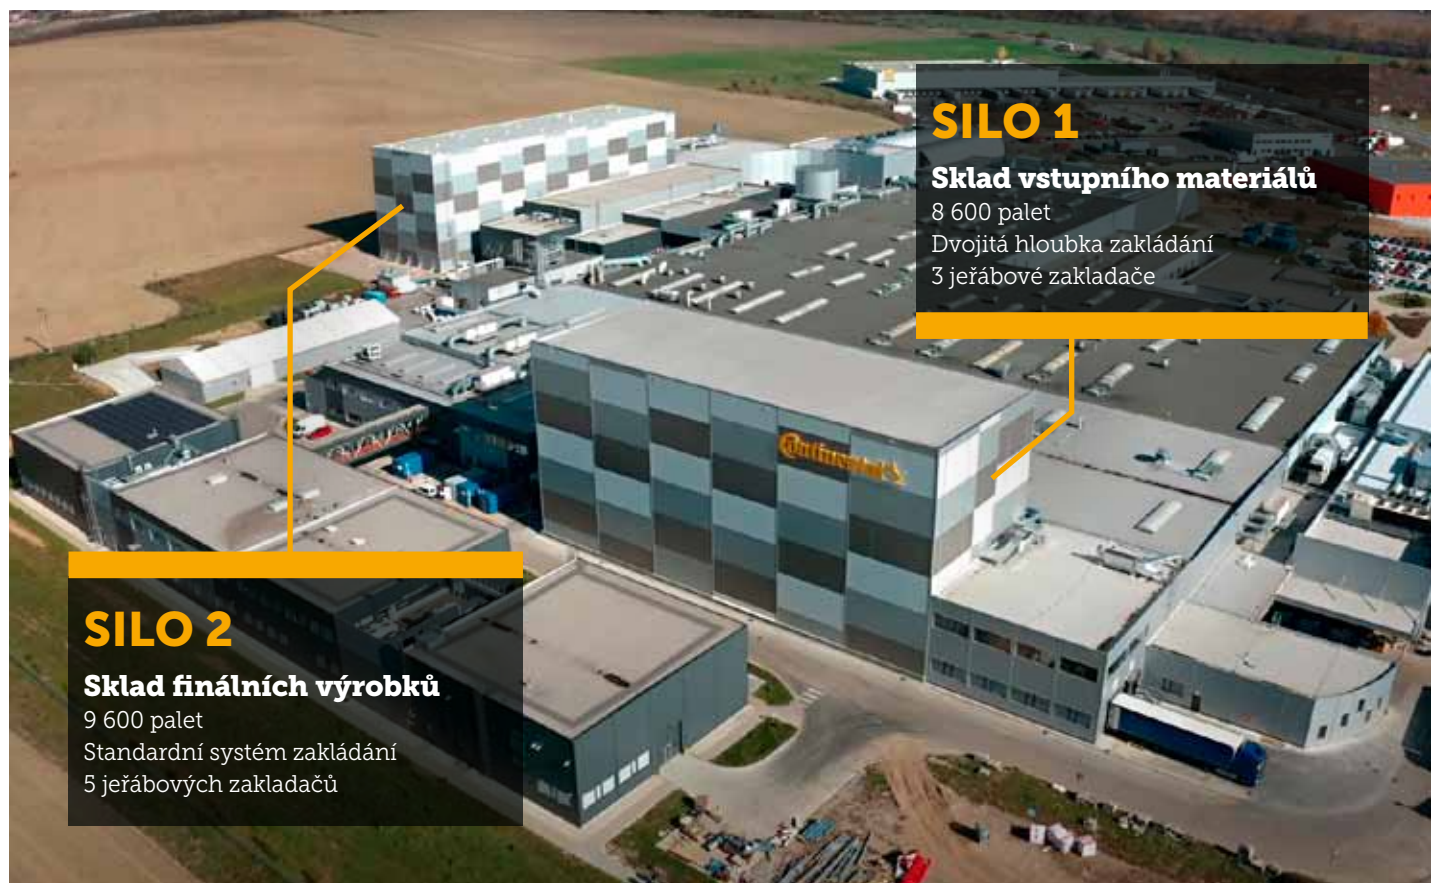 SILO 1
Sklad vstupního materiálů
8 600 palet
Dvojitá hloubka zakládání
3 jeřábové zakladače
Continental
SILO 2
Sklad finálních výrobků
9 600 palet
Standardní systém zakládání
5 jeřábových zakladačů